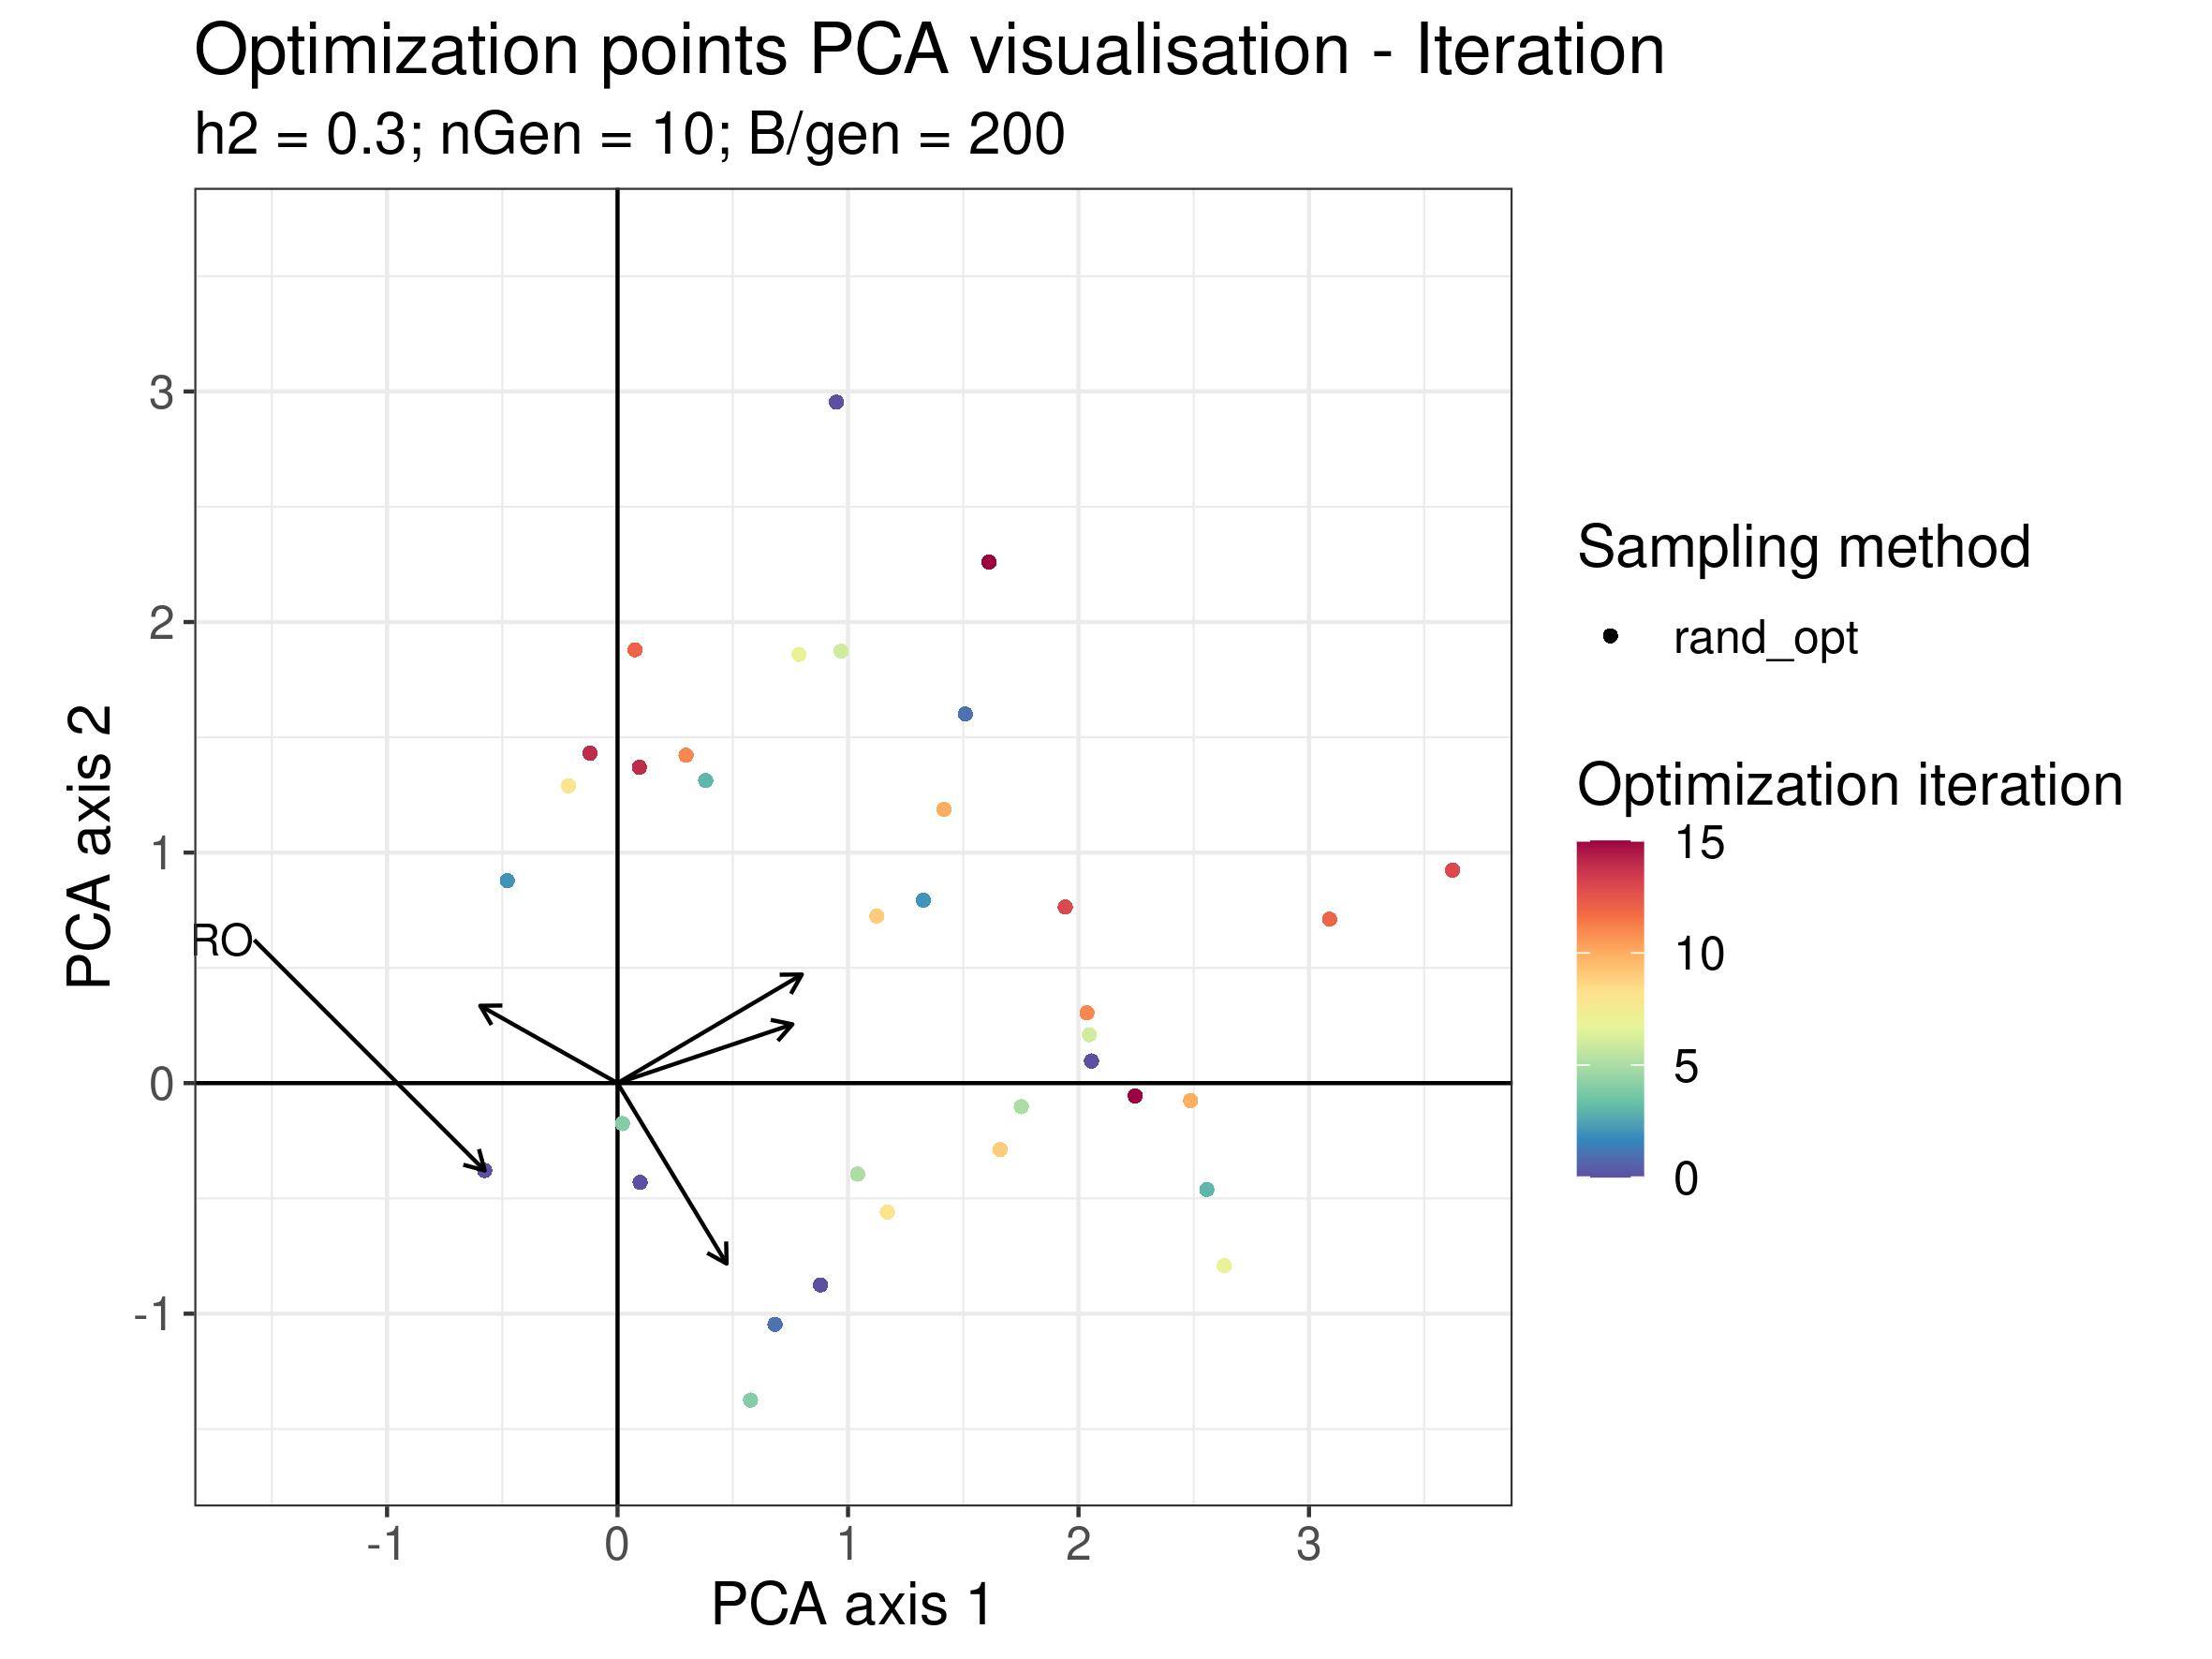 Optimization points PCA visualisation - Iteration
h2 = 0.3; nGen = 10; B/gen = 200
PCA axis 2
3
2
1
0
-1
RO
-1 0 1 2 3
PCA axis 1
Sampling method
rand_opt
Optimization iteration
15
10
5
0